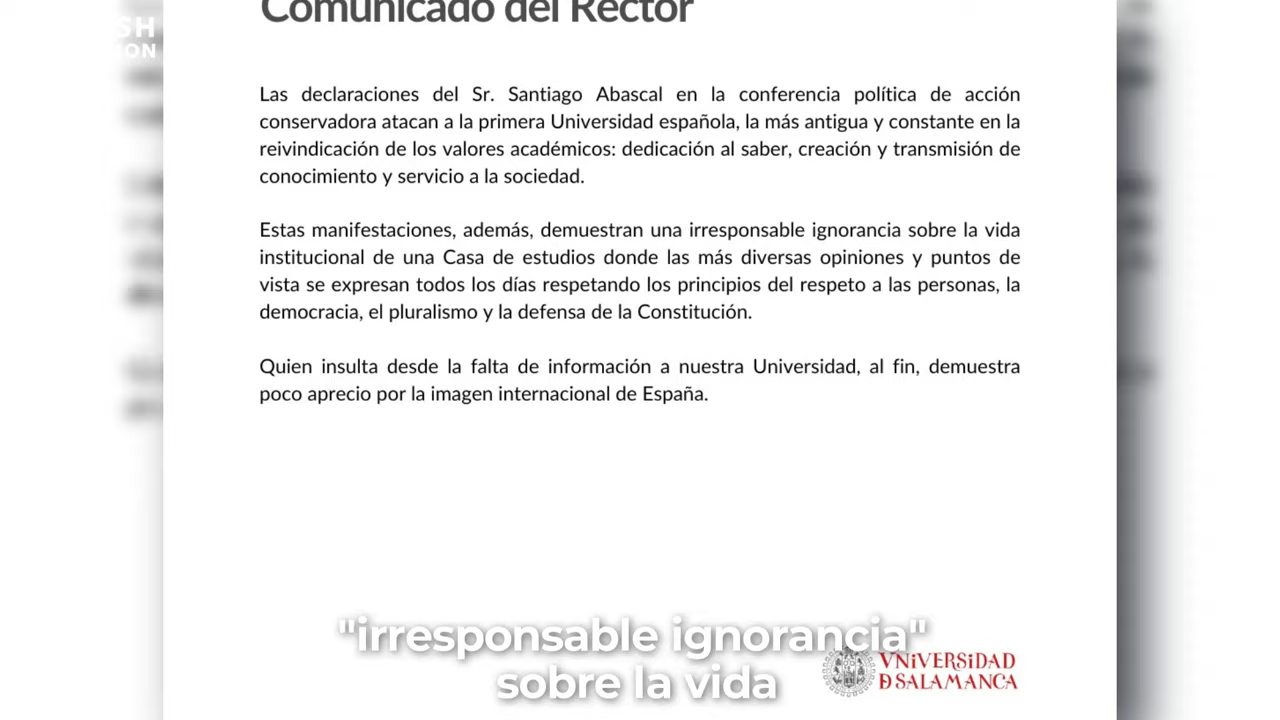 Comunicado del Rector
Las declaraciones del Sr. Santiago Abascal en la conferencia política de acción
conservadora atacan a la primera Universidad española, la más antigua y constante en la
reivindicación de los valores académicos: dedicación al saber, creación y transmisión de
conocimiento y servicio a la sociedad.
Estas manifestaciones, además, demuestran una irresponsable ignorancia sobre la vida
institucional de una Casa de estudios donde las más diversas opiniones y puntos de
vista se expresan todos los días respetando los principios del respeto a las personas, la
democracia, el pluralismo y la defensa de la Constitución.
Quien insulta desde la falta de información a nuestra Universidad, al fin, demuestra
poco aprecio por la imagen internacional de España.
"irresponsable ignorancia"
sobre la vida
VNiVERSiDAD
D SALAMANCA